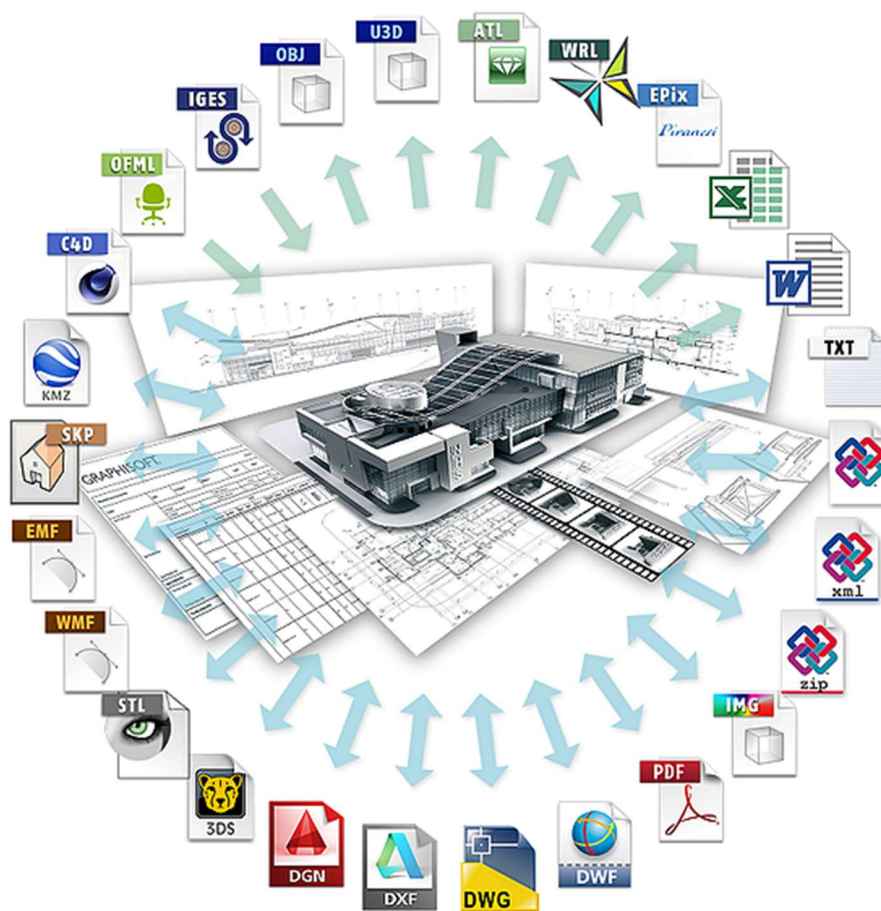 U3D
ATL
OBJ
WRL
IGES
EPix
Piranesi
OFML
X
C4D
W
KMZ
TXT
SKP
GRAPHISOFT
EMF
xml
WMF
zip
STL
IMG
PDF
3DS
DGN
DXF
DWG
DWF